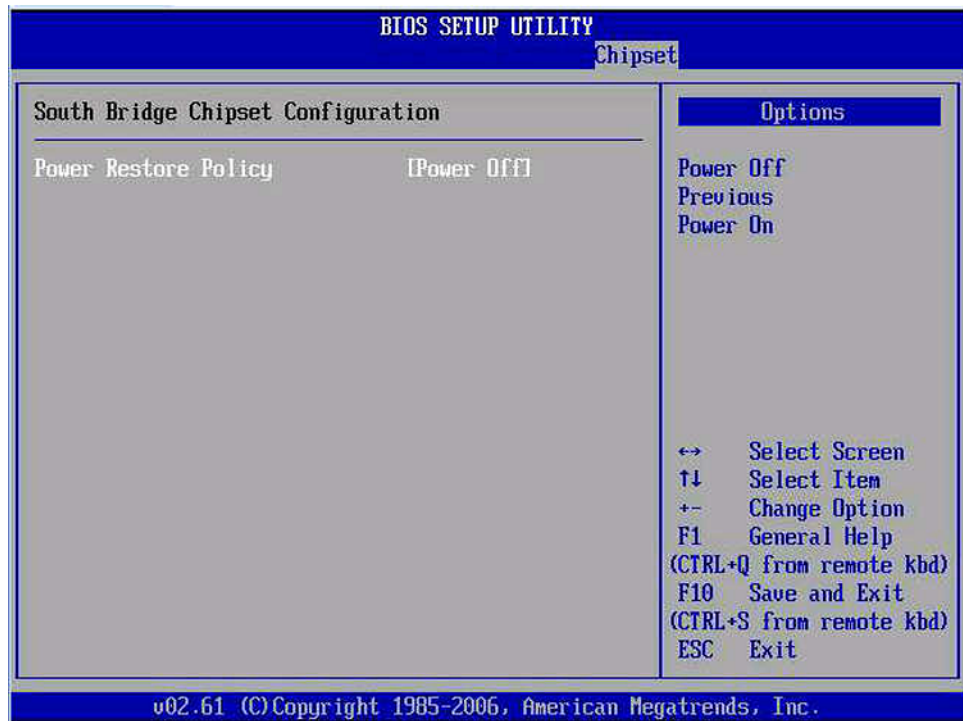 BIOS SETUP UTILITY
Chipset
South Bridge Chipset Configuration
Power Restore Policy [Power Off]
Options
Power Off
Previous
Power On
↔ Select Screen
↑↓ Select Item
+- Change Option
F1 General Help
(CTRL+Q from remote kbd)
F10 Save and Exit
(CTRL+S from remote kbd)
ESC Exit
v02.61 (C)Copyright 1985-2006, American Megatrends, Inc.